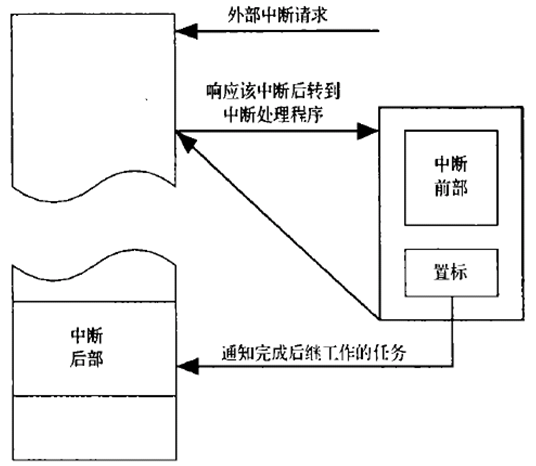 外部中断请求
响应该中断后转到
中断处理程序
中断
前部
置标
中断
后部
通知完成后继工作的任务